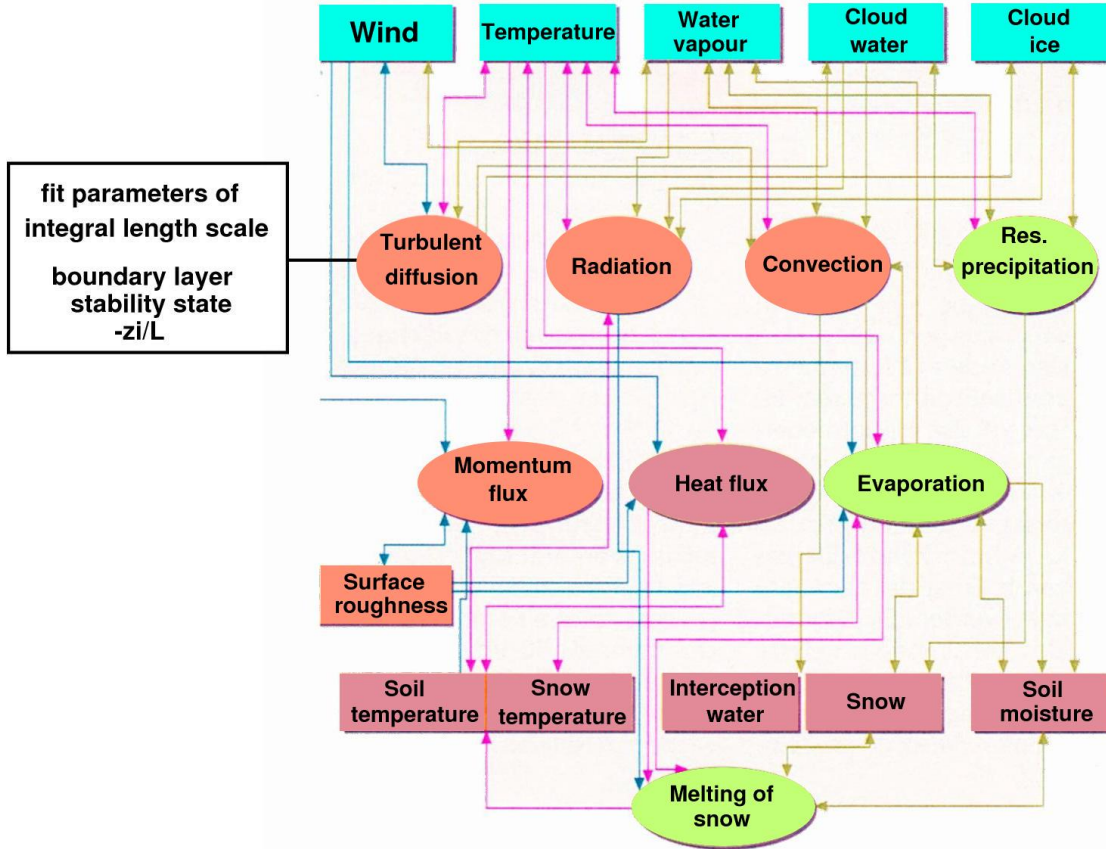 Wind
Temperature
Water
vapour
Cloud
water
Cloud
ice
fit parameters of
integral length scale
boundary layer
stability state
-zi/L
Turbulent
diffusion
Radiation
Convection
Res.
precipitation
Momentum
flux
Heat flux
Evaporation
Surface
roughness
Soil
temperature
Snow
temperature
Interception
water
Snow
Soil
moisture
Melting of
snow